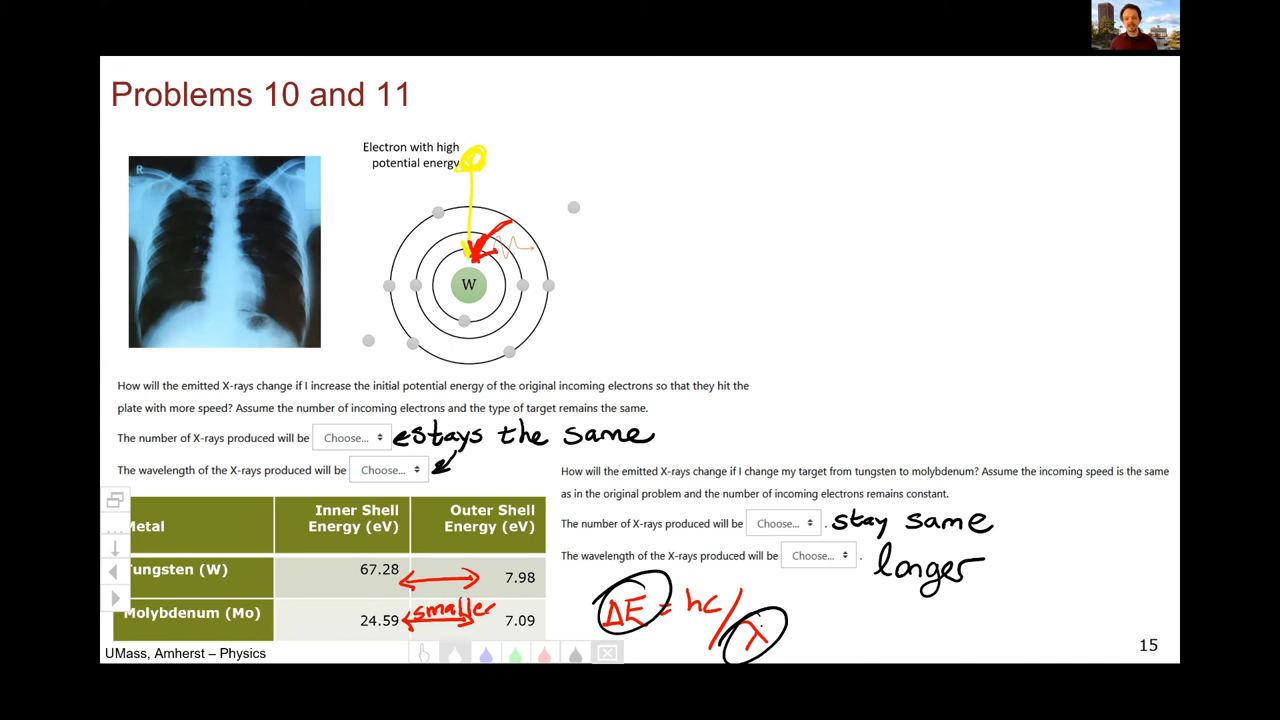 Problems 10 and 11
R
Electron with high
potential energy
W
How will the emitted X-rays change if I increase the initial potential energy of the original incoming electrons so that they hit the
plate with more speed? Assume the number of incoming electrons and the type of target remains the same.
The number of X-rays produced will be Choose... stays the same
The wavelength of the X-rays produced will be Choose...
How will the emitted X-rays change if I change my target from tungsten to molybdenum? Assume the incoming speed is the same
as in the original problem and the number of incoming electrons remains constant.
The number of X-rays produced will be Choose... . stay same
The wavelength of the X-rays produced will be Choose... . longer
Metal
Inner Shell
Energy (eV)
Outer Shell
Energy (eV)
Tungsten (W) 67.28 7.98
Molybdenum (Mo) 24.59 smaller 7.09
ΔE = hc/λ
UMass, Amherst – Physics
15